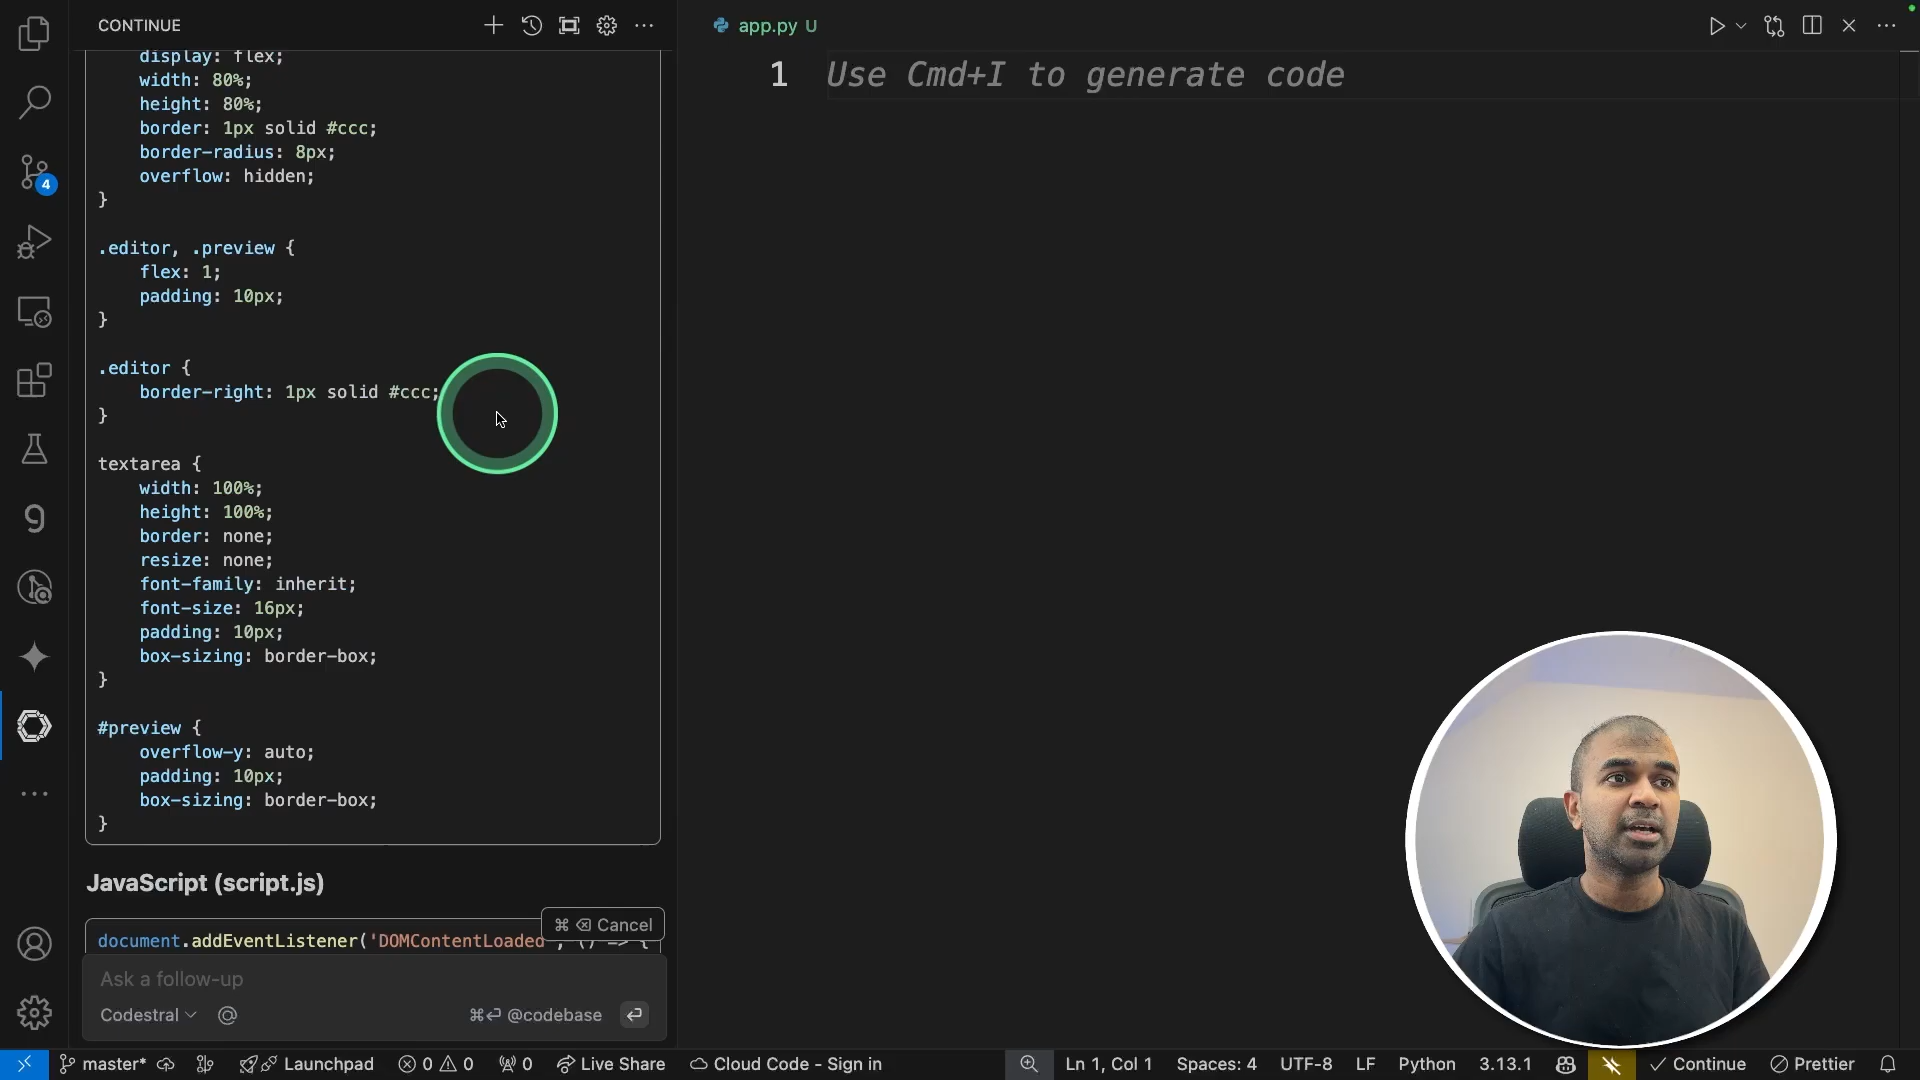 CONTINUE
app.py U
display: flex;
width: 80%;
height: 80%;
border: 1px solid #ccc;
border-radius: 8px;
overflow: hidden;
}
.editor, .preview {
flex: 1;
padding: 10px;
}
.editor {
border-right: 1px solid #ccc;
}
textarea {
width: 100%;
height: 100%;
border: none;
resize: none;
font-family: inherit;
font-size: 16px;
padding: 10px;
box-sizing: border-box;
}
#preview {
overflow-y: auto;
padding: 10px;
box-sizing: border-box;
}
JavaScript (script.js)
⌘ ⌫ Cancel
document.addEventListener('DOMContentLoaded', () => {
Ask a follow-up
Codestral @ ⌘⏎ @codebase
1 Use Cmd+I to generate code
4
master* Launchpad 0 0 0 Live Share Cloud Code - Sign in Ln 1, Col 1 Spaces: 4 UTF-8 LF Python 3.13.1 Continue Prettier